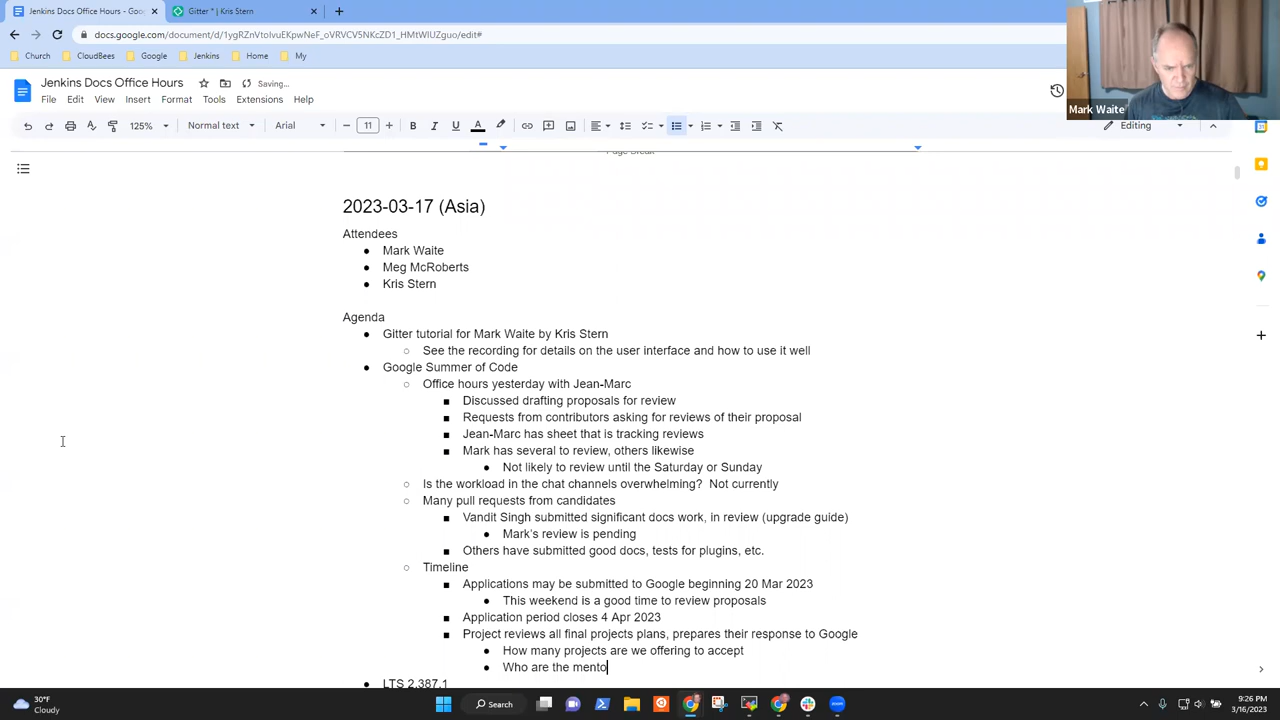 Jenkins Docs Office Hours - Goo
Gitter * | Kris Stern
docs.google.com/document/d/1ygRZnVtoIvuEKpwNeF_oVRVCV5NKcZD1_HMtWIUZguo/edit#
Church
CloudBees
Google
Jenkins
Home
My
Jenkins Docs Office Hours
Saving...
File Edit View Insert Format Tools Extensions Help
125%
Normal text
Arial
11
Editing
Mark Waite
Page Break
2023-03-17 (Asia)
Attendees
Mark Waite
Meg McRoberts
Kris Stern
Agenda
Gitter tutorial for Mark Waite by Kris Stern
See the recording for details on the user interface and how to use it well
Google Summer of Code
Office hours yesterday with Jean-Marc
Discussed drafting proposals for review
Requests from contributors asking for reviews of their proposal
Jean-Marc has sheet that is tracking reviews
Mark has several to review, others likewise
Not likely to review until the Saturday or Sunday
Is the workload in the chat channels overwhelming?  Not currently
Many pull requests from candidates
Vandit Singh submitted significant docs work, in review (upgrade guide)
Mark's review is pending
Others have submitted good docs, tests for plugins, etc.
Timeline
Applications may be submitted to Google beginning 20 Mar 2023
This weekend is a good time to review proposals
Application period closes 4 Apr 2023
Project reviews all final projects plans, prepares their response to Google
How many projects are we offering to accept
Who are the mento
LTS 2.387.1
30°F
Cloudy
Search
9:26 PM
3/16/2023